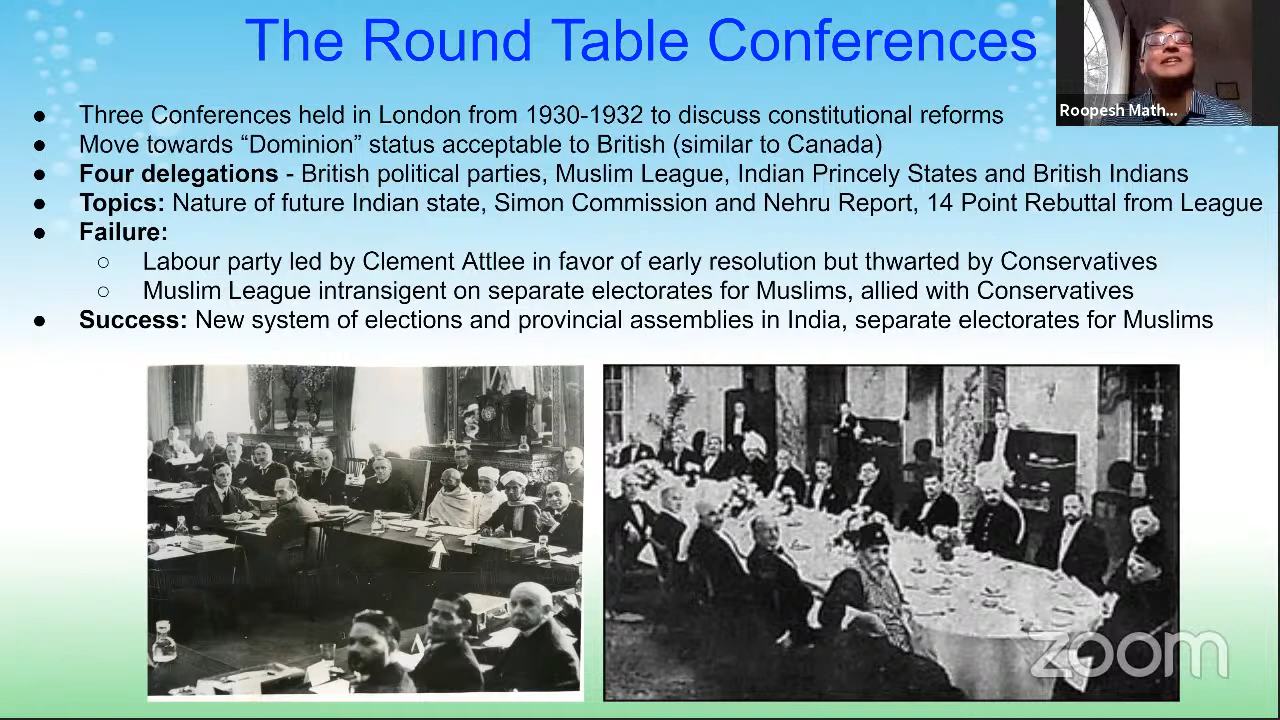 The Round Table Conferences
Roopesh Math...
● Three Conferences held in London from 1930-1932 to discuss constitutional reforms
● Move towards “Dominion” status acceptable to British (similar to Canada)
● Four delegations - British political parties, Muslim League, Indian Princely States and British Indians
● Topics: Nature of future Indian state, Simon Commission and Nehru Report, 14 Point Rebuttal from League
● Failure:
○ Labour party led by Clement Attlee in favor of early resolution but thwarted by Conservatives
○ Muslim League intransigent on separate electorates for Muslims, allied with Conservatives
● Success: New system of elections and provincial assemblies in India, separate electorates for Muslims
zoom